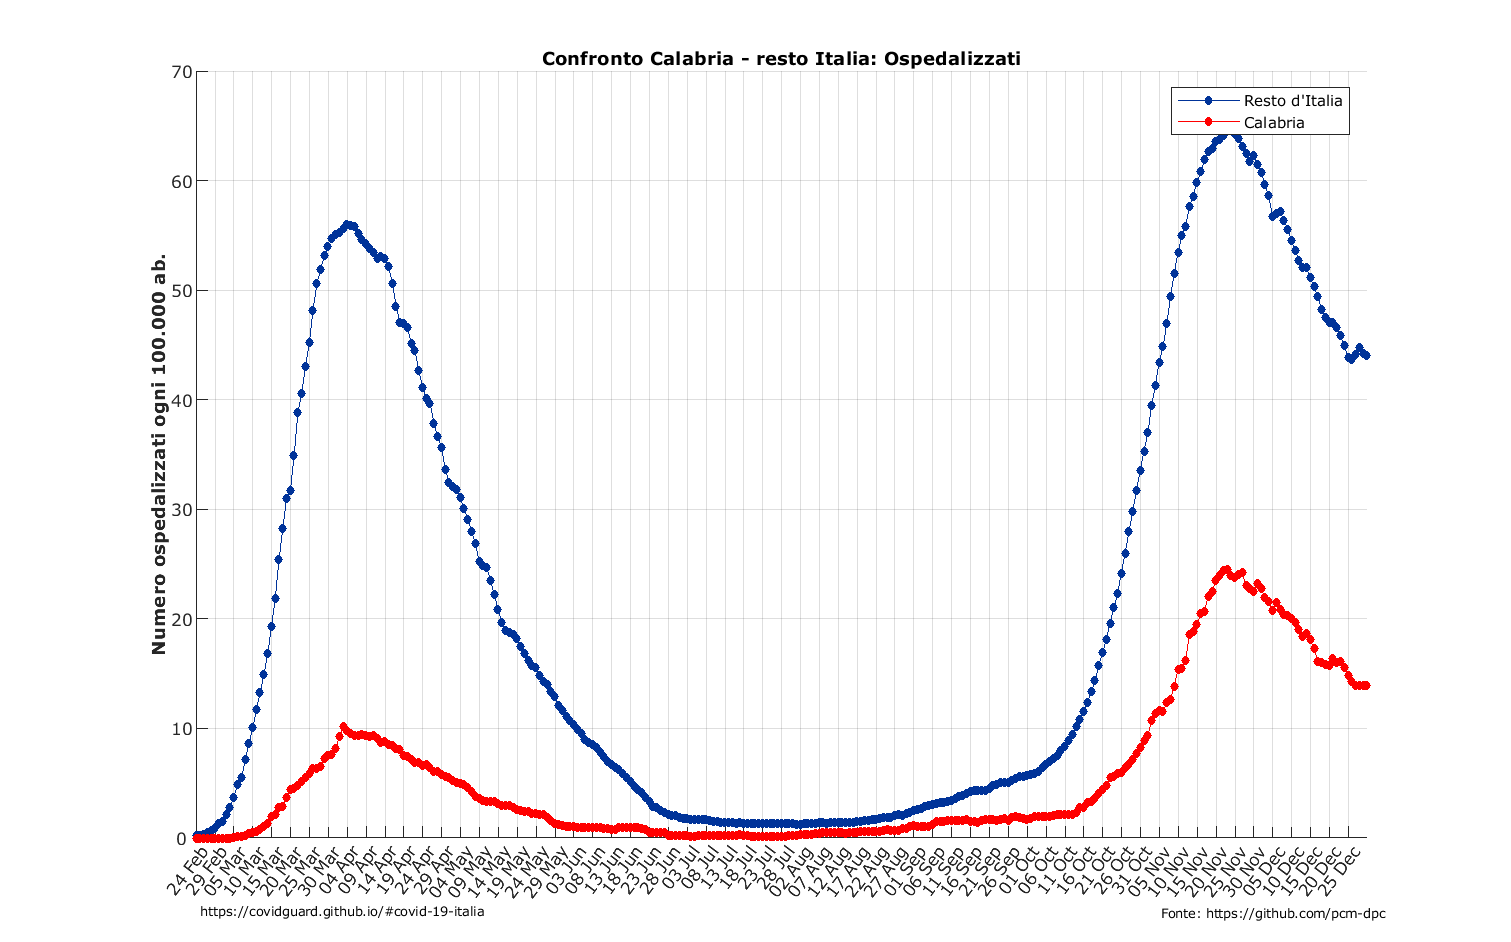 Confronto Calabria - resto Italia: Ospedalizzati
Numero ospedalizzati ogni 100.000 ab.
70
60
50
40
30
20
10
0
Resto d'Italia
Calabria
24 Feb
29 Feb
05 Mar
10 Mar
15 Mar
20 Mar
25 Mar
30 Mar
04 Apr
09 Apr
14 Apr
19 Apr
24 Apr
29 Apr
04 May
09 May
14 May
19 May
24 May
29 May
03 Jun
08 Jun
13 Jun
18 Jun
23 Jun
28 Jun
03 Jul
08 Jul
13 Jul
18 Jul
23 Jul
28 Jul
02 Aug
07 Aug
12 Aug
17 Aug
22 Aug
27 Aug
01 Sep
06 Sep
11 Sep
16 Sep
21 Sep
26 Sep
01 Oct
06 Oct
11 Oct
16 Oct
21 Oct
26 Oct
31 Oct
05 Nov
10 Nov
15 Nov
20 Nov
25 Nov
30 Nov
05 Dec
10 Dec
15 Dec
20 Dec
25 Dec
https://covidguard.github.io/#covid-19-italia
Fonte: https://github.com/pcm-dpc